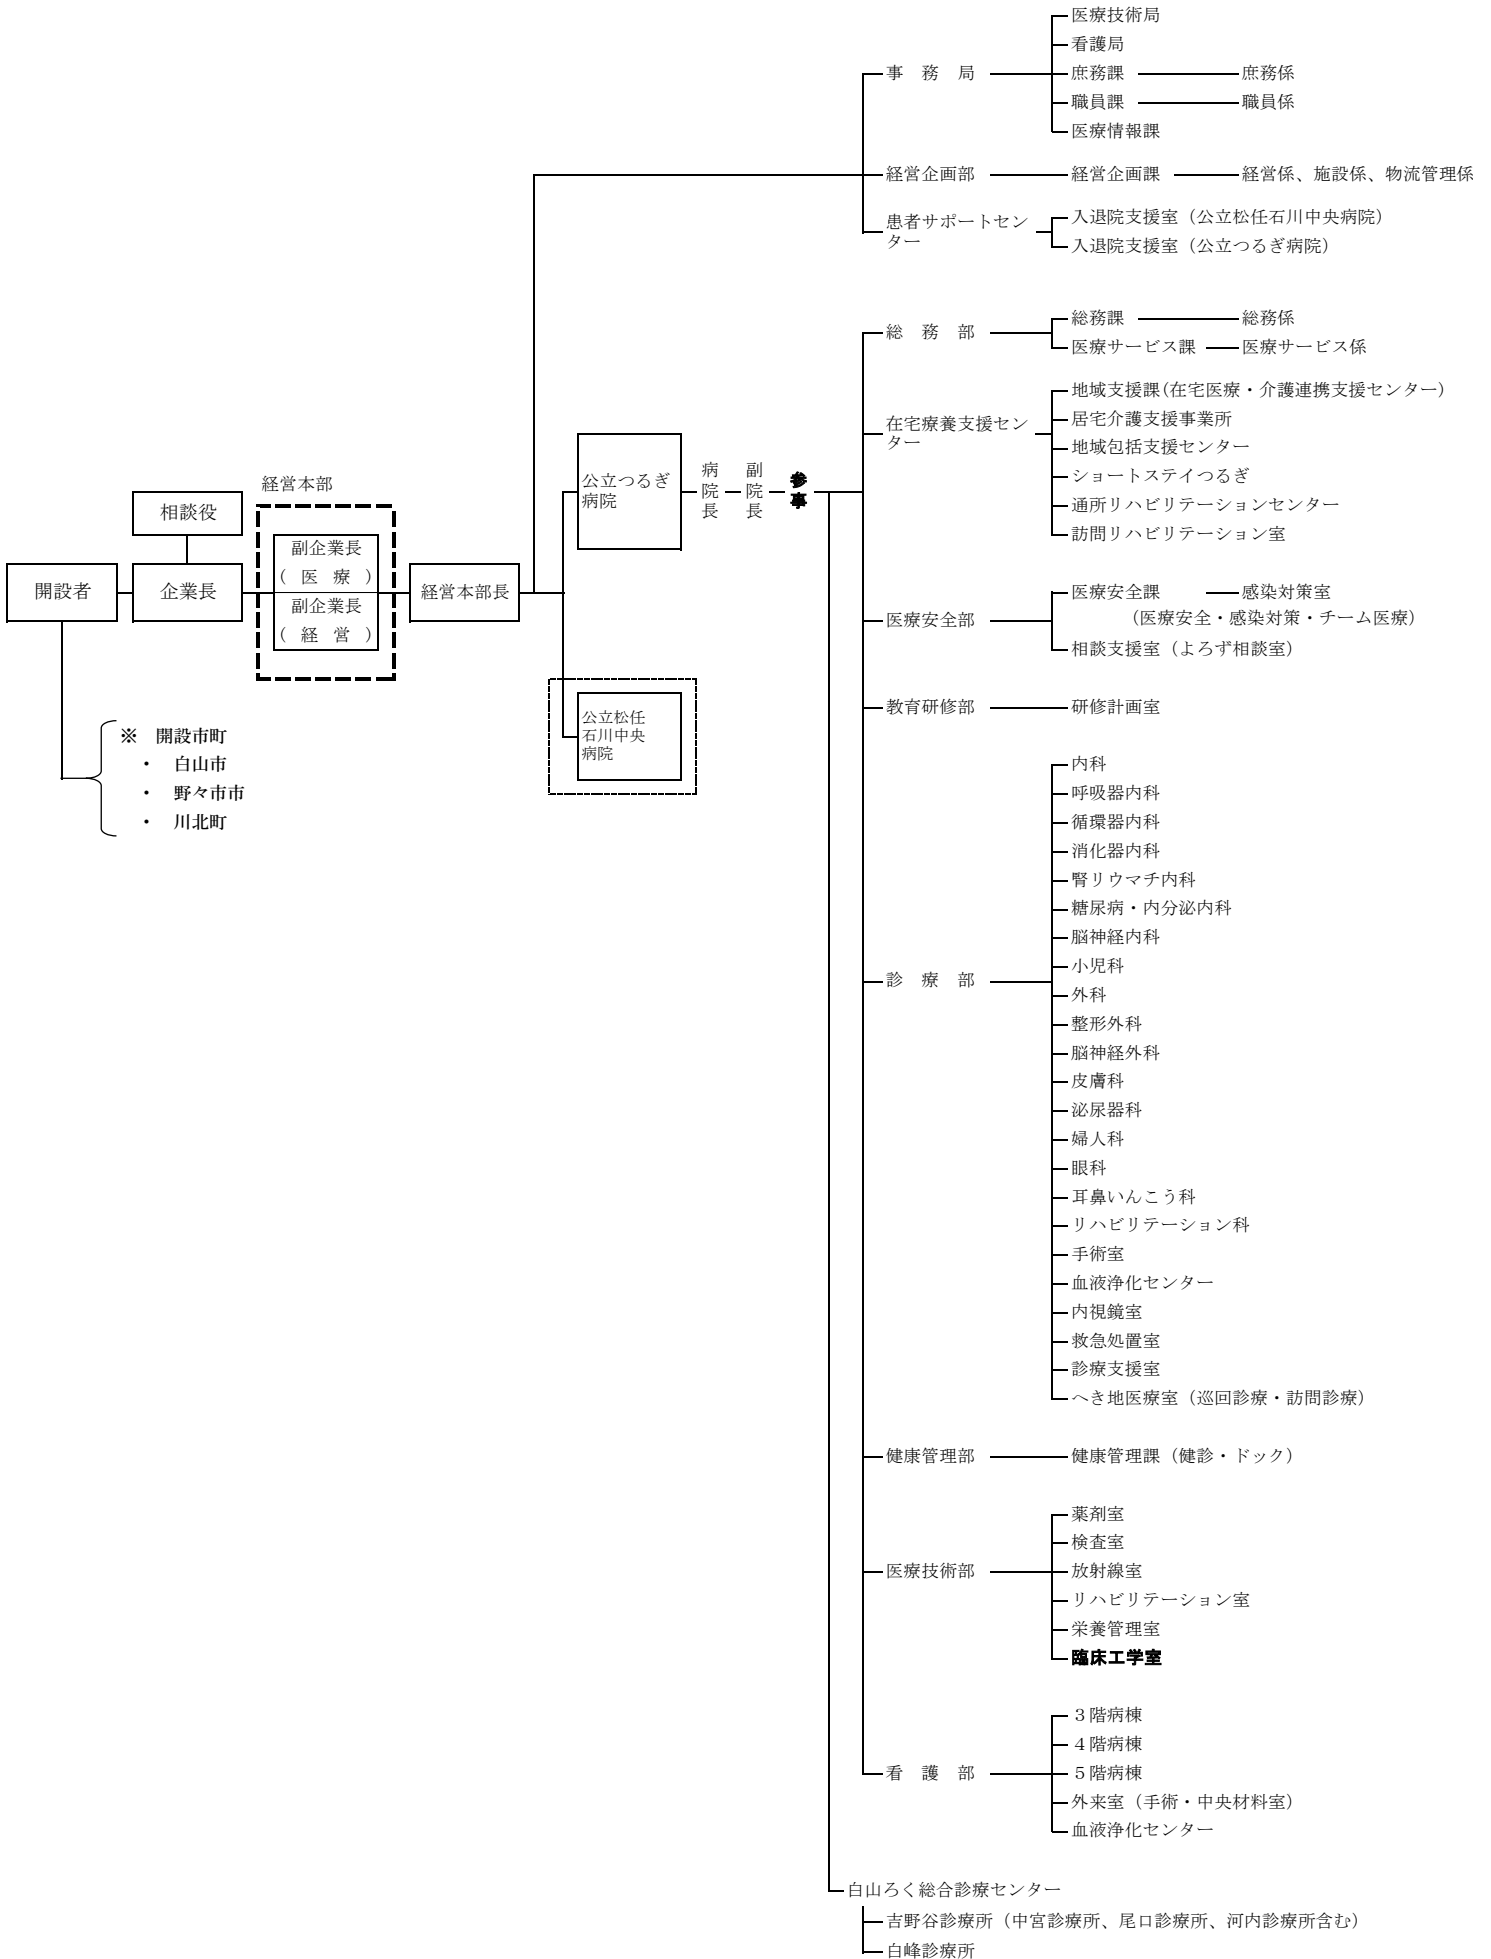 医療技術局
看護局
事　務　局
庶務課
庶務係
職員課
職員係
医療情報課
経営企画部
経営企画課
経営係、施設係、物流管理係
患者サポートセン
ター
入退院支援室（公立松任石川中央病院）
入退院支援室（公立つるぎ病院）
総　務　部
総務課
総務係
医療サービス課
医療サービス係
在宅療養支援セン
ター
地域支援課(在宅医療・介護連携支援センター）
居宅介護支援事業所
地域包括支援センター
ショートステイつるぎ
通所リハビリテーションセンター
訪問リハビリテーション室
経営本部
相談役
開設者
企業長
副企業長
（　医　療　）
副企業長
（　経　営　）
経営本部長
公立つるぎ
病院
病院長
副院長
参事
公立松任
石川中央
病院
※　開設市町
・　白山市
・　野々市市
・　川北町
医療安全部
医療安全課
感染対策室
（医療安全・感染対策・チーム医療）
相談支援室（よろず相談室）
教育研修部
研修計画室
診　療　部
内科
呼吸器内科
循環器内科
消化器内科
腎リウマチ内科
糖尿病・内分泌内科
脳神経内科
小児科
外科
整形外科
脳神経外科
皮膚科
泌尿器科
婦人科
眼科
耳鼻いんこう科
リハビリテーション科
手術室
血液浄化センター
内視鏡室
救急処置室
診療支援室
へき地医療室（巡回診療・訪問診療）
健康管理部
健康管理課（健診・ドック）
医療技術部
薬剤室
検査室
放射線室
リハビリテーション室
栄養管理室
臨床工学室
看　護　部
３階病棟
４階病棟
５階病棟
外来室（手術・中央材料室）
血液浄化センター
白山ろく総合診療センター
吉野谷診療所（中宮診療所、尾口診療所、河内診療所含む）
白峰診療所